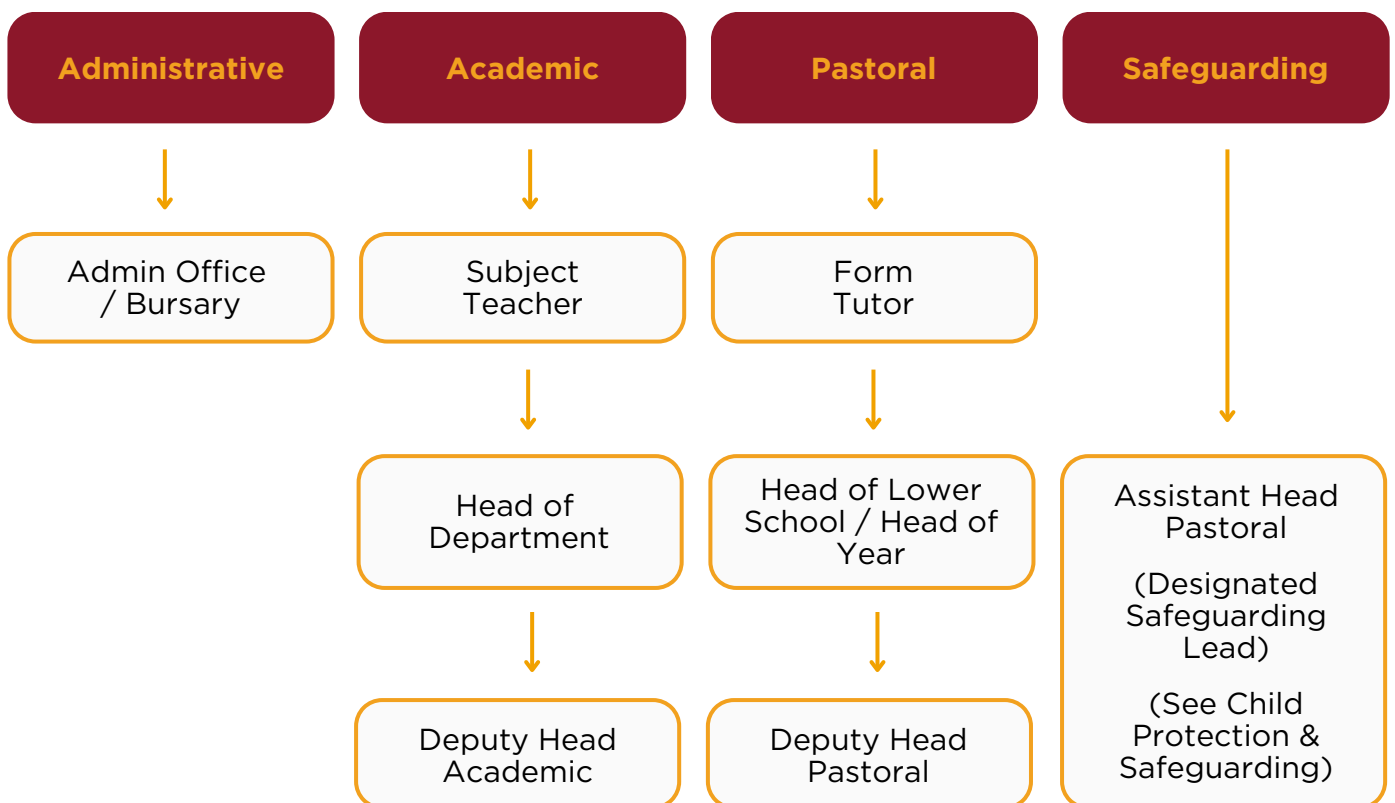 Administrative
Academic
Pastoral
Safeguarding
Admin Office
/ Bursary
Subject
Teacher
Form
Tutor
Head of
Department
Head of Lower
School / Head of
Year
Assistant Head
Pastoral
(Designated
Safeguarding
Lead)
(See Child
Protection &
Safeguarding)
Deputy Head
Academic
Deputy Head
Pastoral